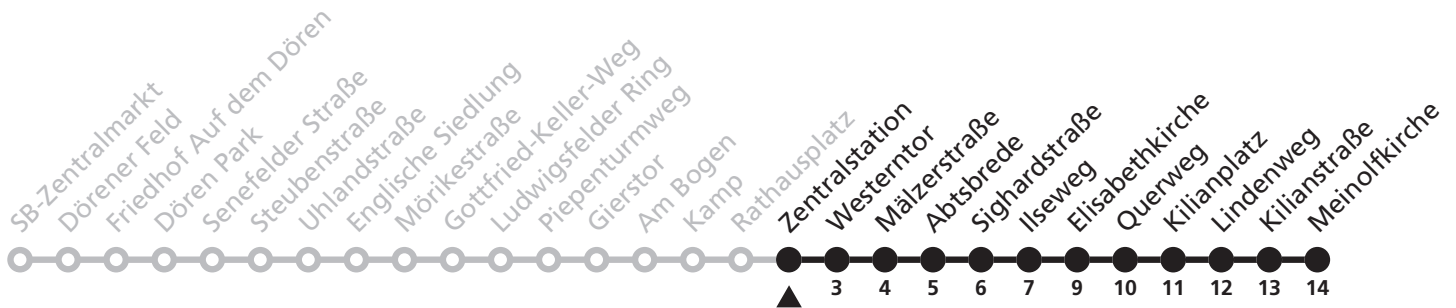 SB-Zentralmarkt
Dörener Feld
Friedhof Auf dem Dören
Dören Park
Senefelder Straße
Steubenstraße
Uhlandstraße
Englische Siedlung
Mörikestraße
Gottfried-Keller-Weg
Ludwigsfelder Ring
Piepenturmweg
Gierstor
Am Bogen
Kamp
Rathausplatz
Zentralstation
Westerntor
Mälzerstraße
Abtsbrede
Sighardstraße
Ilseweg
Elisabethkirche
Querweg
Kilianplatz
Lindenweg
Kilianstraße
Meinolfkirche
3 4 5 6 7 9 10 11 12 13 14